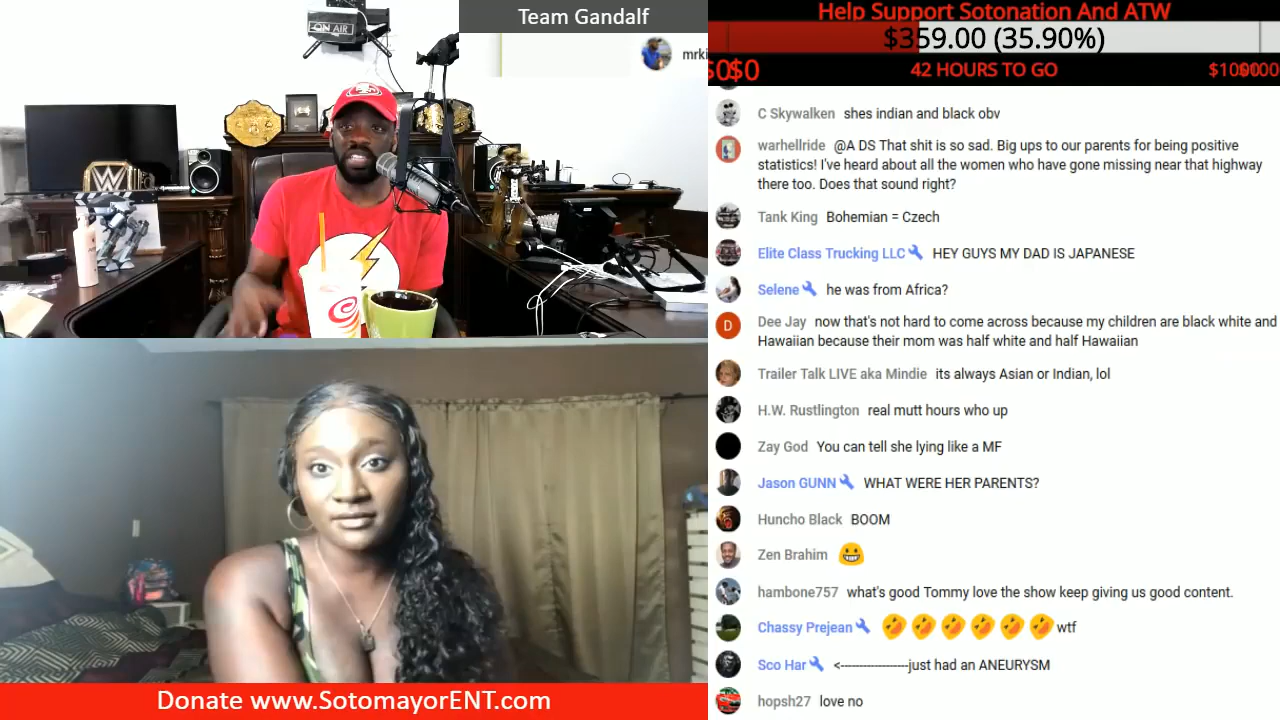 Team Gandalf
ON AIR
mrki
W
Donate www.SotomayorENT.com
Help Support Sotonation And ATW
$359.00 (35.90%)
$0
42 HOURS TO GO
C Skywalken shes indian and black obv
warhellride @A DS That shit is so sad. Big ups to our parents for being positive
statistics! I've heard about all the women who have gone missing near that highway
there too. Does that sound right?
Tank King Bohemian = Czech
Elite Class Trucking LLC HEY GUYS MY DAD IS JAPANESE
Selene he was from Africa?
D
Dee Jay now that's not hard to come across because my children are black white and
Hawaiian because their mom was half white and half Hawaiian
Trailer Talk LIVE aka Mindie its always Asian or Indian, lol
H.W. Rustlington real mutt hours who up
Zay God You can tell she lying like a MF
Jason GUNN WHAT WERE HER PARENTS?
Huncho Black BOOM
Zen Brahim 😀
hambone757 what's good Tommy love the show keep giving us good content.
Chassy Prejean 🤣🤣🤣🤣🤣🤣 wtf
Sco Har <-----------------just had an ANEURYSM
hopsh27 love no